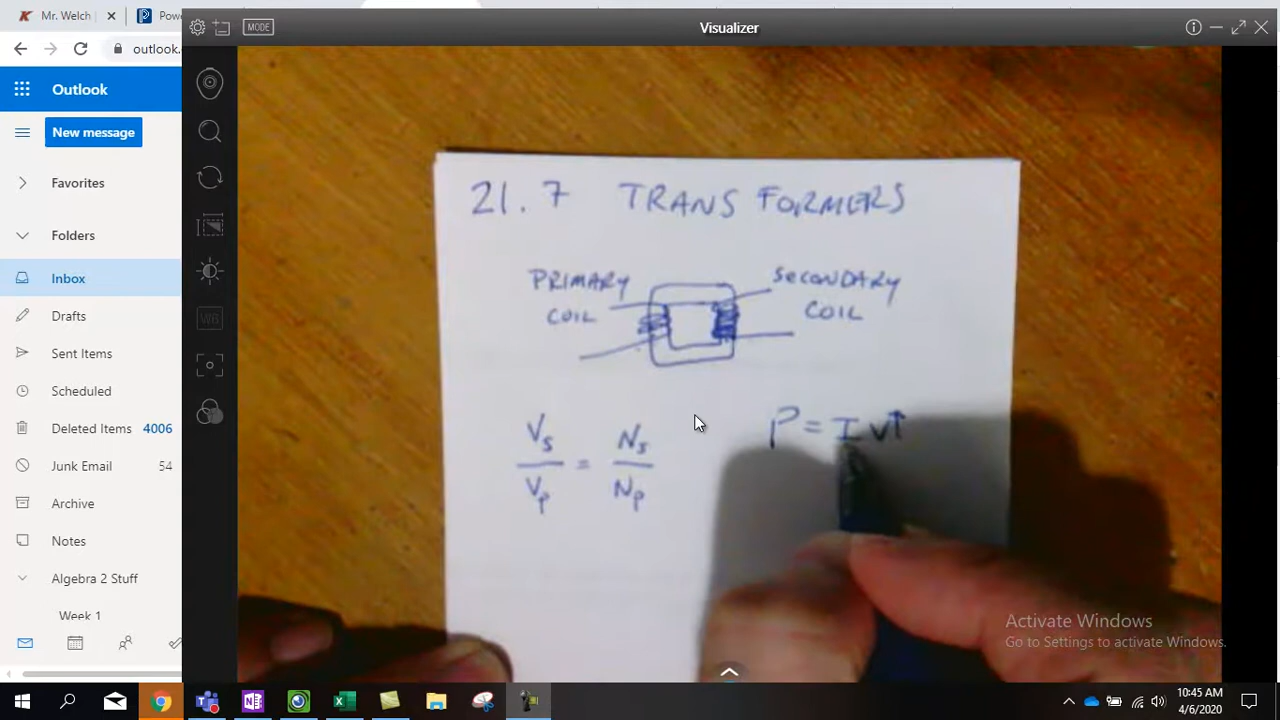 Mr. Welch
Pow
outlook.
Visualizer
MODE
Outlook
New message
Favorites
Folders
Inbox
Drafts
Sent Items
Scheduled
Deleted Items 4006
Junk Email 54
Archive
Notes
Algebra 2 Stuff
Week 1
21.7 TRANSFORMERS
PRIMARY COIL
SECONDARY COIL
Vs/Vp = Ns/Np
P = I V↑
Activate Windows
Go to Settings to activate Windows.
10:45 AM
4/6/2020